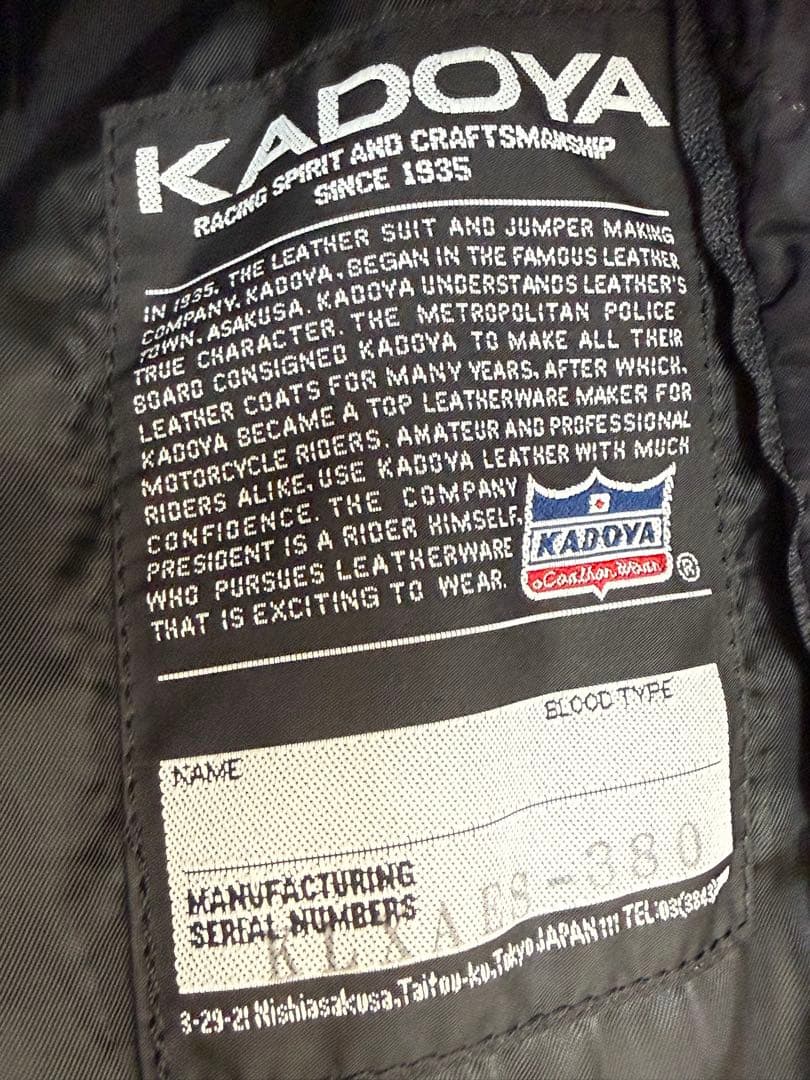 KADOYA
RACING SPIRIT AND CRAFTSMANSHIP
SINCE 1935
IN 1935, THE LEATHER SUIT AND JUMPER MAKING
COMPANY, KADOYA, BEGAN IN THE FAMOUS LEATHER
TOWN, ASAKUSA. KADOYA UNDERSTANDS LEATHER'S
TRUE CHARACTER. THE METROPOLITAN POLICE
BOARD CONSIGNED KADOYA TO MAKE ALL THEIR
LEATHER COATS FOR MANY YEARS. AFTER WHICH,
KADOYA BECAME A TOP LEATHERWARE MAKER FOR
MOTORCYCLE RIDERS. AMATEUR AND PROFESSIONAL
RIDERS ALIKE, USE KADOYA LEATHER WITH MUCH
CONFIDENCE. THE COMPANY
PRESIDENT IS A RIDER HIMSELF,
WHO PURSUES LEATHERWARE
THAT IS EXCITING TO WEAR.
KADOYA
®
BLOOD TYPE
NAME
MANUFACTURING
SERIAL NUMBERS
KLXA -380
3-29-21 Nishiasakusa,Taitou-ku,Tokyo JAPAN 111 TEL:03(3843)